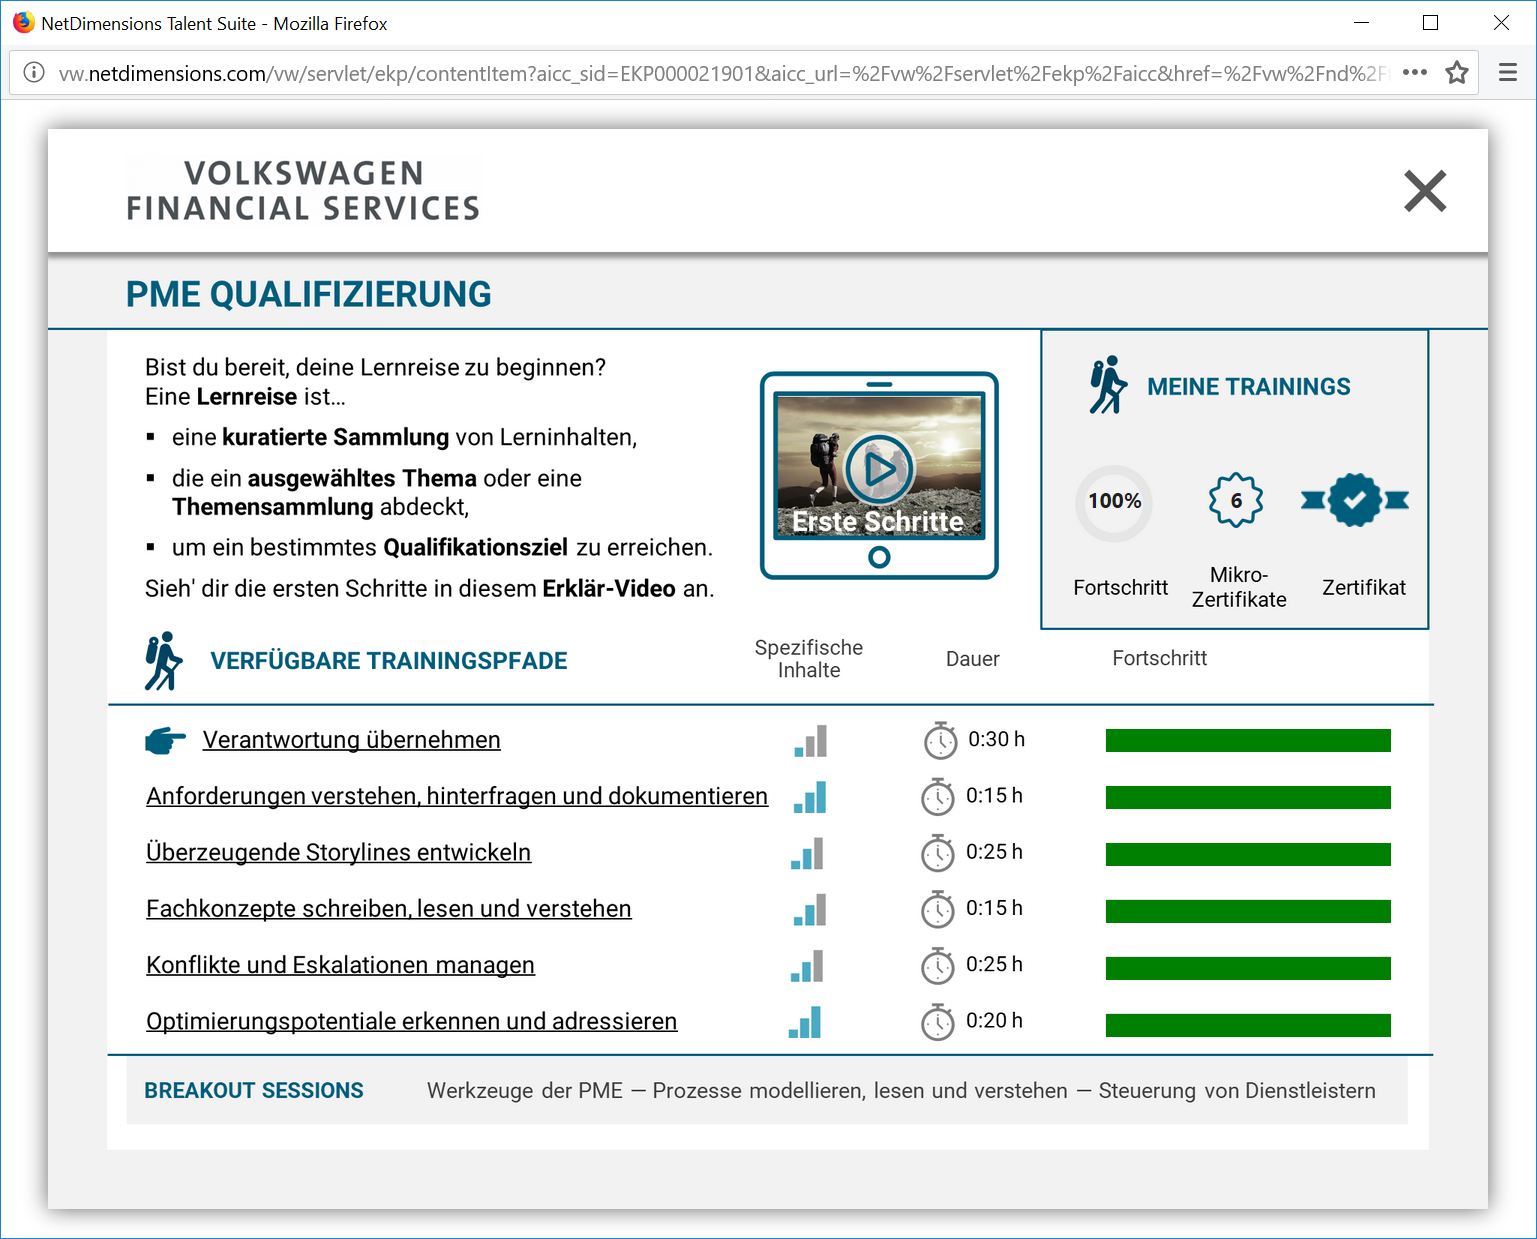 NetDimensions Talent Suite - Mozilla Firefox
vw.netdimensions.com/vw/servlet/ekp/contentItem?aicc_sid=EKP000021901&aicc_url=%2Fvw%2Fservlet%2Fekp%2Faicc&href=%2Fvw%2Fnd%2F
VOLKSWAGEN
FINANCIAL SERVICES
PME QUALIFIZIERUNG
Bist du bereit, deine Lernreise zu beginnen?
Eine Lernreise ist...
▪ eine kuratierte Sammlung von Lerninhalten,
▪ die ein ausgewähltes Thema oder eine
Themensammlung abdeckt,
▪ um ein bestimmtes Qualifikationsziel zu erreichen.
Sieh' dir die ersten Schritte in diesem Erklär-Video an.
Erste Schritte
MEINE TRAININGS
100%
6
Fortschritt
Mikro-
Zertifikate
Zertifikat
VERFÜGBARE TRAININGSPFADE
Spezifische
Inhalte
Dauer
Fortschritt
Verantwortung übernehmen 0:30 h
Anforderungen verstehen, hinterfragen und dokumentieren 0:15 h
Überzeugende Storylines entwickeln 0:25 h
Fachkonzepte schreiben, lesen und verstehen 0:15 h
Konflikte und Eskalationen managen 0:25 h
Optimierungspotentiale erkennen und adressieren 0:20 h
BREAKOUT SESSIONS Werkzeuge der PME — Prozesse modellieren, lesen und verstehen — Steuerung von Dienstleistern